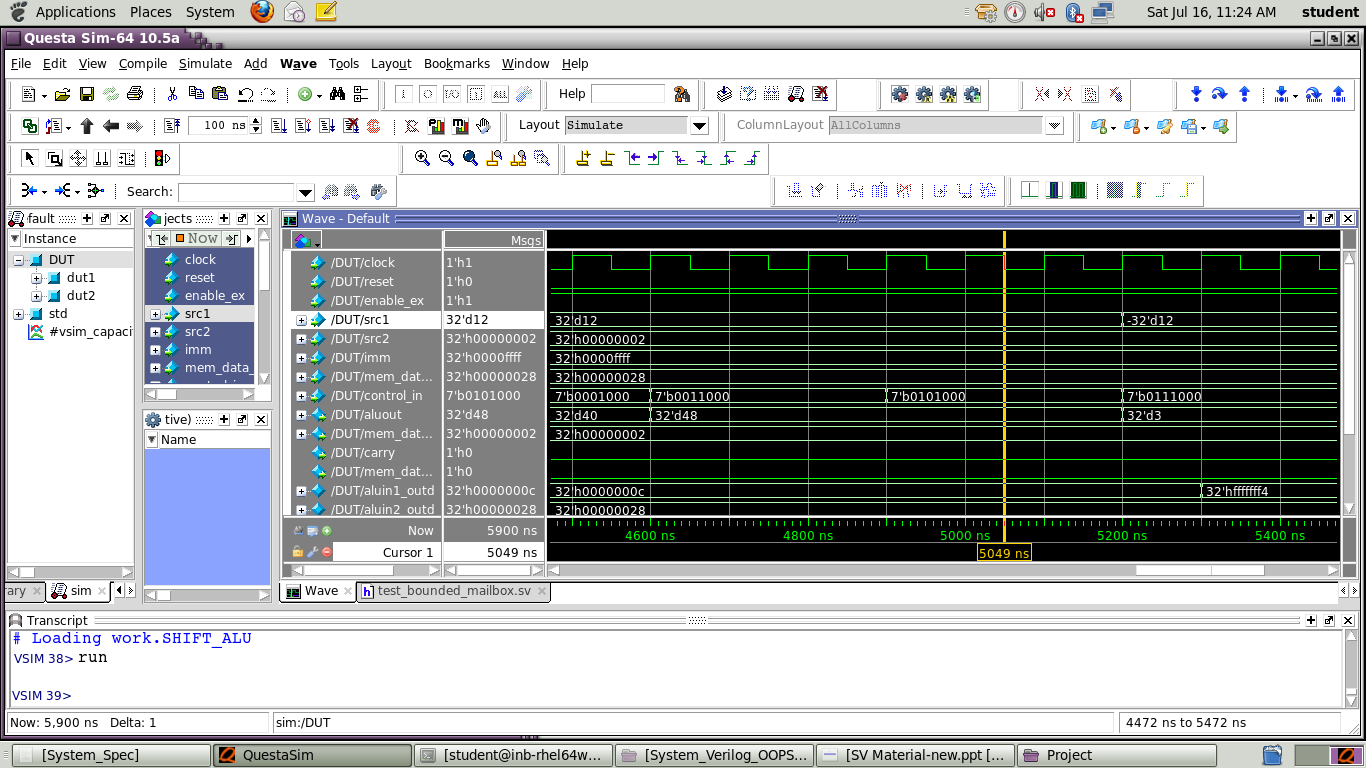 Applications Places System Sat Jul 16, 11:24 AM student
Questa Sim-64 10.5a
File Edit View Compile Simulate Add Wave Tools Layout Bookmarks Window Help
Help
100 ns Layout Simulate ColumnLayout AllColumns
Search:
fault jects Wave - Default
Instance Now Msgs
DUT
dut1
dut2
std
#vsim_capaci
clock
reset
enable_ex
src1
src2
imm
mem_data_
tive)
Name
/DUT/clock 1'h1
/DUT/reset 1'h0
/DUT/enable_ex 1'h1
/DUT/src1 32'd12 32'd12 -32'd12
/DUT/src2 32'h00000002 32'h00000002
/DUT/imm 32'h0000ffff 32'h0000ffff
/DUT/mem_dat... 32'h00000028 32'h00000028
/DUT/control_in 7'b0101000 7'b0001000 7'b0011000 7'b0101000 7'b0111000
/DUT/aluout 32'd48 32'd40 32'd48 32'd3
/DUT/mem_dat... 32'h00000002 32'h00000002
/DUT/carry 1'h0
/DUT/mem_dat... 1'h0
/DUT/aluin1_outd 32'h0000000c 32'h0000000c 32'hfffffff4
/DUT/aluin2_outd 32'h00000028 32'h00000028
Now 5900 ns 4600 ns 4800 ns 5000 ns 5200 ns 5400 ns
Cursor 1 5049 ns 5049 ns
rary sim Wave test_bounded_mailbox.sv
Transcript
# Loading work.SHIFT_ALU
VSIM 38> run
VSIM 39>
Now: 5,900 ns Delta: 1 sim:/DUT 4472 ns to 5472 ns
[System_Spec] QuestaSim [student@inb-rhel64w... [System_Verilog_OOPS... [SV Material-new.ppt [... Project